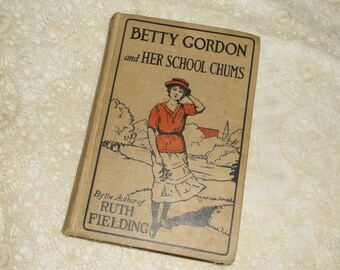 BETTY GORDON
and HER SCHOOL CHUMS
By the Author of
RUTH
FIELDING